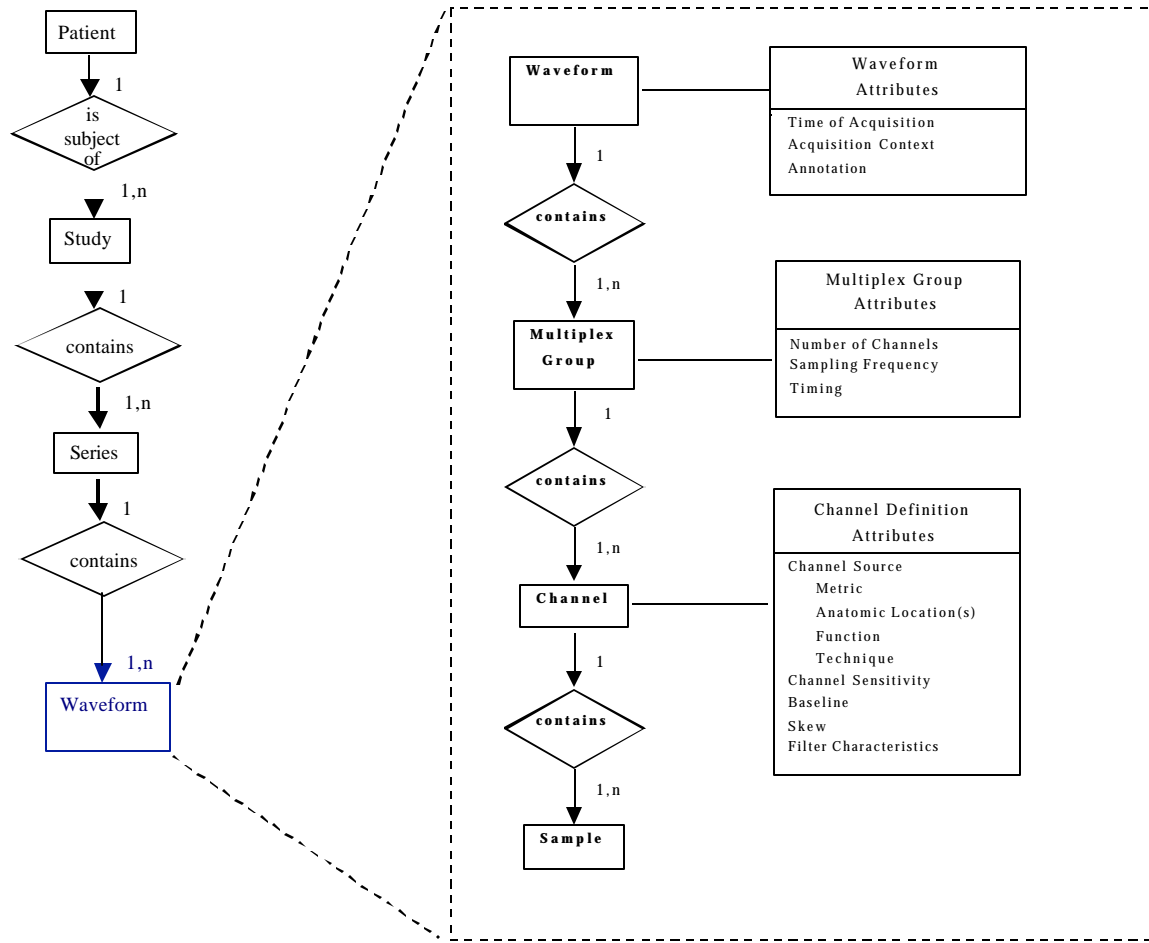 Patient
1
is
subject
of
1,n
Study
1
contains
1,n
Series
1
contains
1,n
Waveform
Waveform
1
contains
1,n
Multiplex
Group
1
contains
1,n
Channel
1
contains
1,n
Sample
Waveform
Attributes
Time of Acquisition
Acquisition Context
Annotation
Multiplex Group
Attributes
Number of Channels
Sampling Frequency
Timing
Channel Definition
Attributes
Channel Source
Metric
Anatomic Location(s)
Function
Technique
Channel Sensitivity
Baseline
Skew
Filter Characteristics